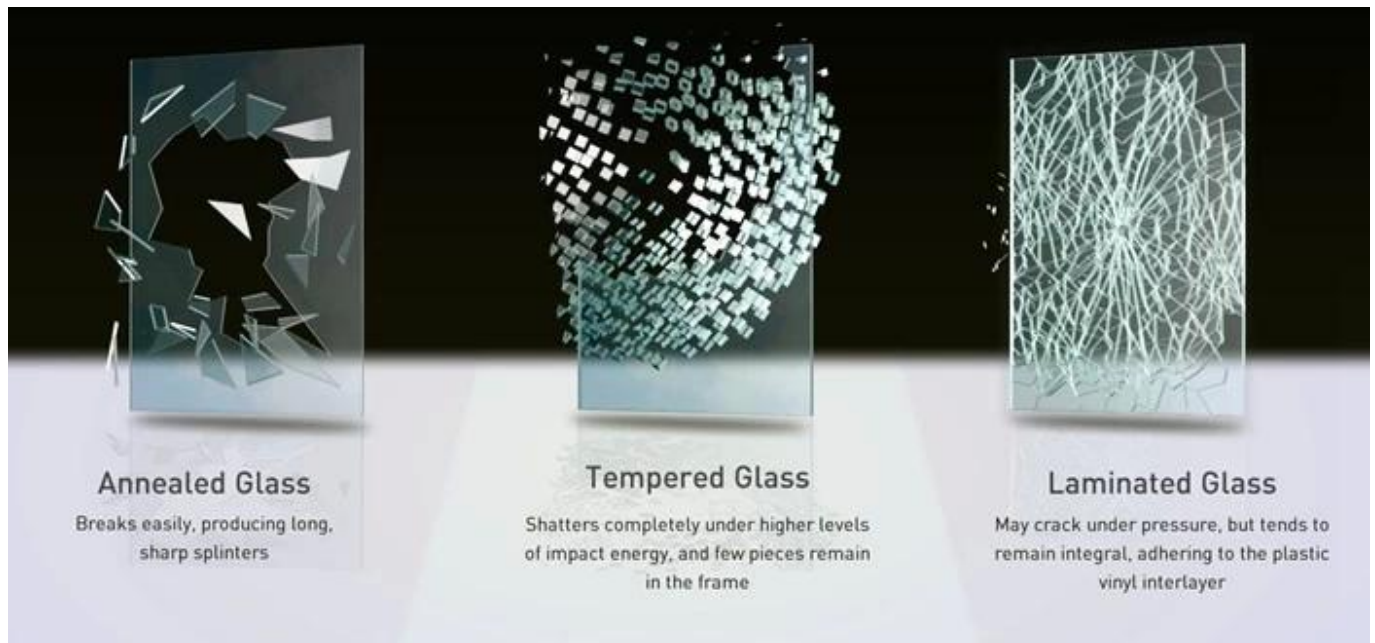 Annealed Glass
Breaks easily, producing long,
sharp splinters
Tempered Glass
Shatters completely under higher levels
of impact energy, and few pieces remain
in the frame
Laminated Glass
May crack under pressure, but tends to
remain integral, adhering to the plastic
vinyl interlayer